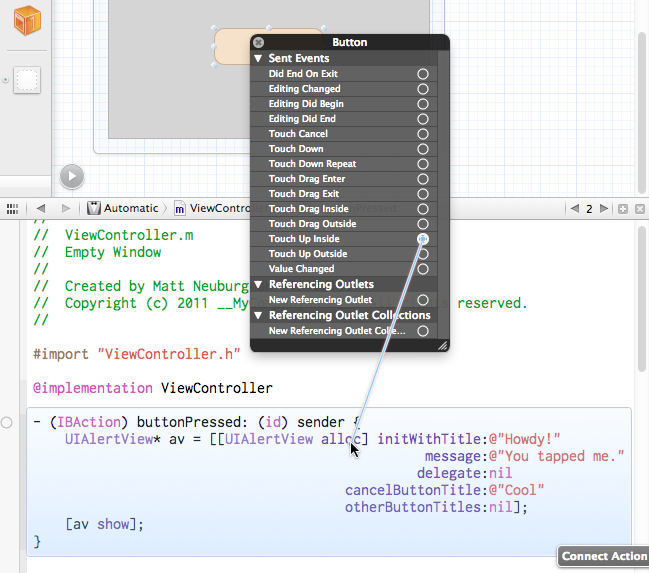 Button
Sent Events
Did End On Exit
Editing Changed
Editing Did Begin
Editing Did End
Touch Cancel
Touch Down
Touch Down Repeat
Touch Drag Enter
Touch Drag Exit
Touch Drag Inside
Touch Drag Outside
Touch Up Inside
Touch Up Outside
Value Changed
Referencing Outlets
New Referencing Outlet
Referencing Outlet Collections
New Referencing Outlet Colle...
Automatic
m ViewContro
2
//
// ViewController.m
// Empty Window
//
// Created by Matt Neuburg
// Copyright (c) 2011 __MyCo s reserved.
//
#import "ViewController.h"
@implementation ViewController
- (IBAction) buttonPressed: (id) sender {
UIAlertView* av = [[UIAlertView alloc] initWithTitle:@"Howdy!"
message:@"You tapped me."
delegate:nil
cancelButtonTitle:@"Cool"
otherButtonTitles:nil];
[av show];
}
Connect Action